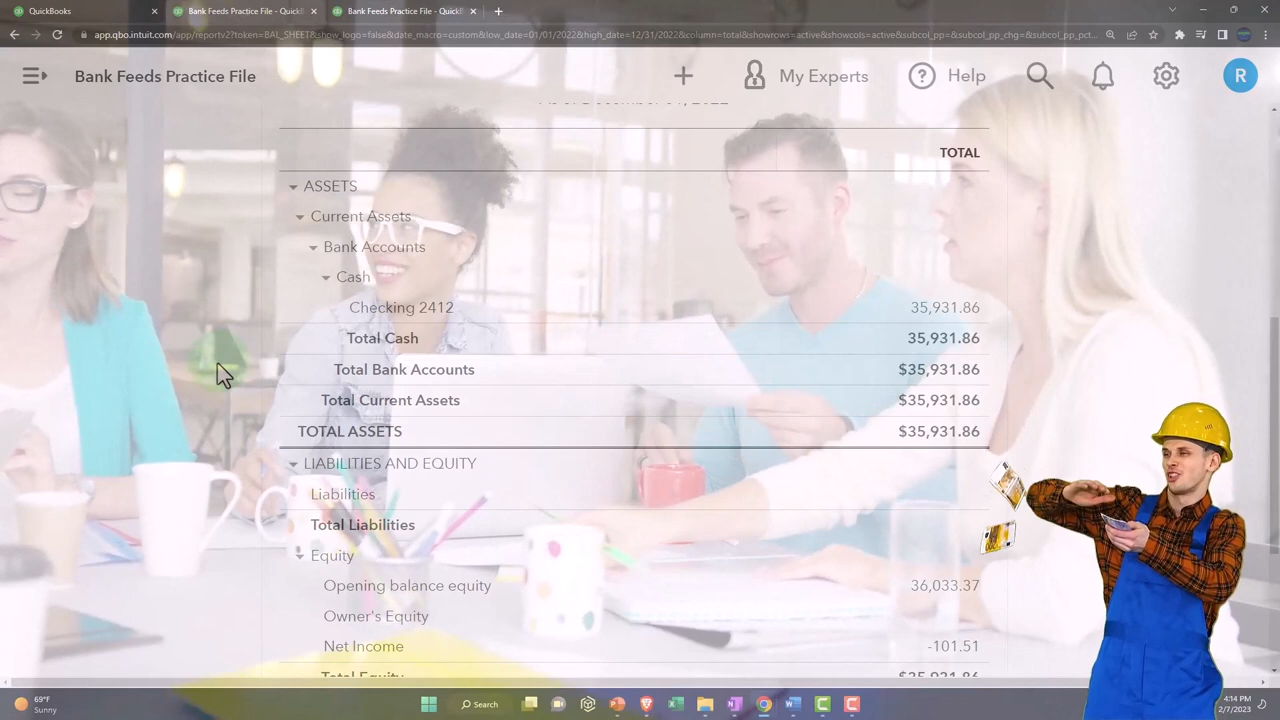 QuickBooks
Bank Feeds Practice File - QuickB
Bank Feeds Practice File - QuickB
app.qbo.intuit.com/app/reportv2?token=BAL_SHEET&show_logo=false&date_macro=custom&low_date=01/01/2022&high_date=12/31/2022&column=total&showrows=active&showcols=active&subcol_pp=&subcol_pp_chg=&subcol_pp_pct...
Bank Feeds Practice File
My Experts
Help
R
TOTAL
ASSETS
Current Assets
Bank Accounts
Cash
Checking 2412 35,931.86
Total Cash 35,931.86
Total Bank Accounts $35,931.86
Total Current Assets $35,931.86
TOTAL ASSETS $35,931.86
LIABILITIES AND EQUITY
Liabilities
Total Liabilities
Equity
Opening balance equity 36,033.37
Owner's Equity
Net Income -101.51
Total Equity $35,931.86
69°F
Sunny
Search
4:14 PM
2/7/2023